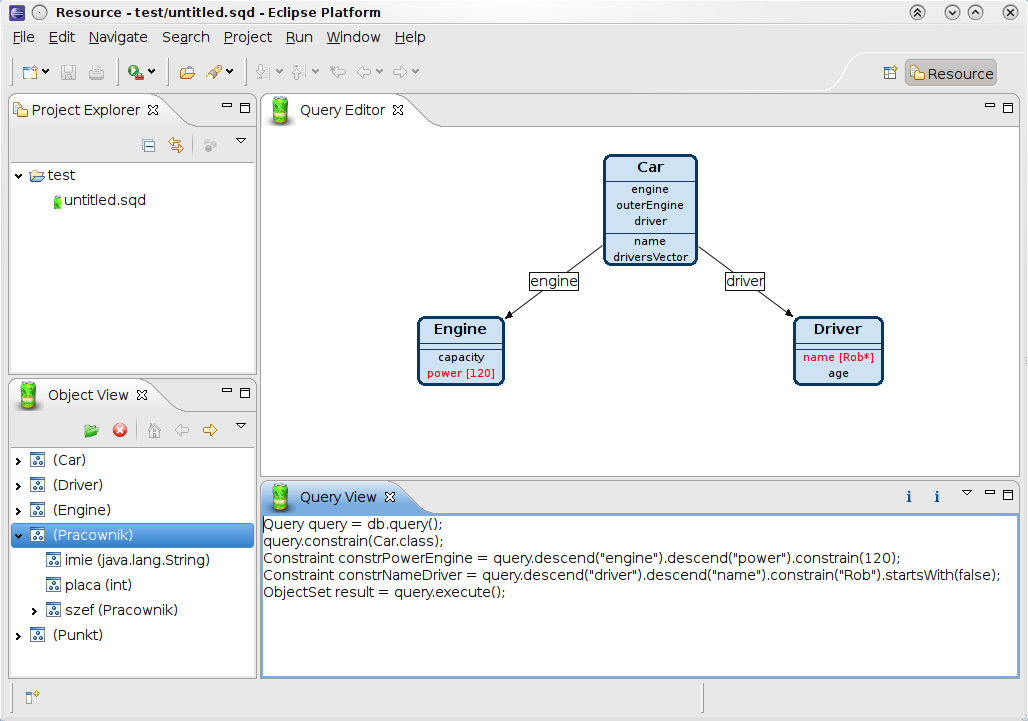 Resource - test/untitled.sqd - Eclipse Platform
File Edit Navigate Search Project Run Window Help
Resource
Project Explorer
test
untitled.sqd
Query Editor
Car
engine
outerEngine
driver
name
driversVector
engine
driver
Engine
capacity
power [120]
Driver
name [Rob*]
age
Object View
(Car)
(Driver)
(Engine)
(Pracownik)
imie (java.lang.String)
placa (int)
szef (Pracownik)
(Punkt)
Query View
Query query = db.query();
query.constrain(Car.class);
Constraint constrPowerEngine = query.descend("engine").descend("power").constrain(120);
Constraint constrNameDriver = query.descend("driver").descend("name").constrain("Rob").startsWith(false);
ObjectSet result = query.execute();